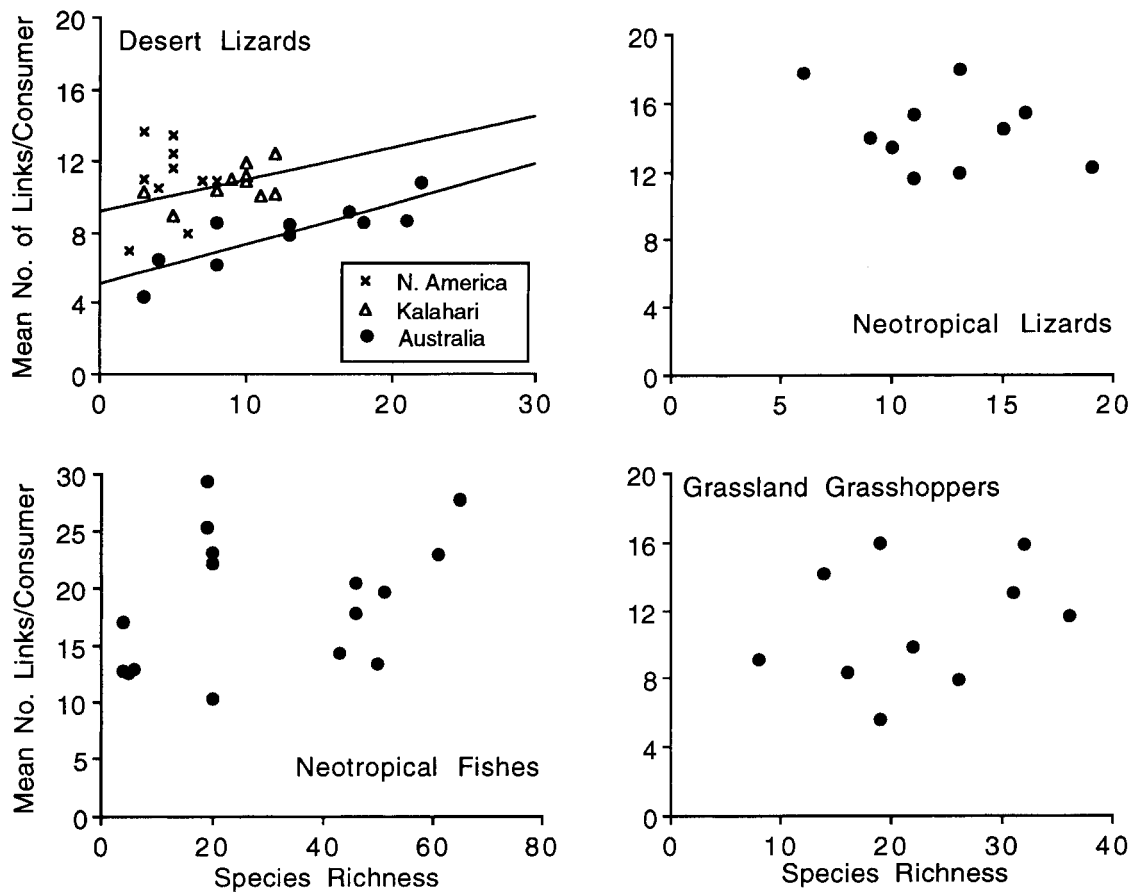 Mean No. of Links/Consumer
20
16
12
8
4
0
Desert Lizards
N. America
Kalahari
Australia
0 10 20 30
20
16
12
8
4
0
Neotropical Lizards
0 5 10 15 20
Mean No. Links/Consumer
30
25
20
15
10
5
0
Neotropical Fishes
0 20 40 60 80
Species Richness
20
16
12
8
4
0
Grassland Grasshoppers
0 10 20 30 40
Species Richness